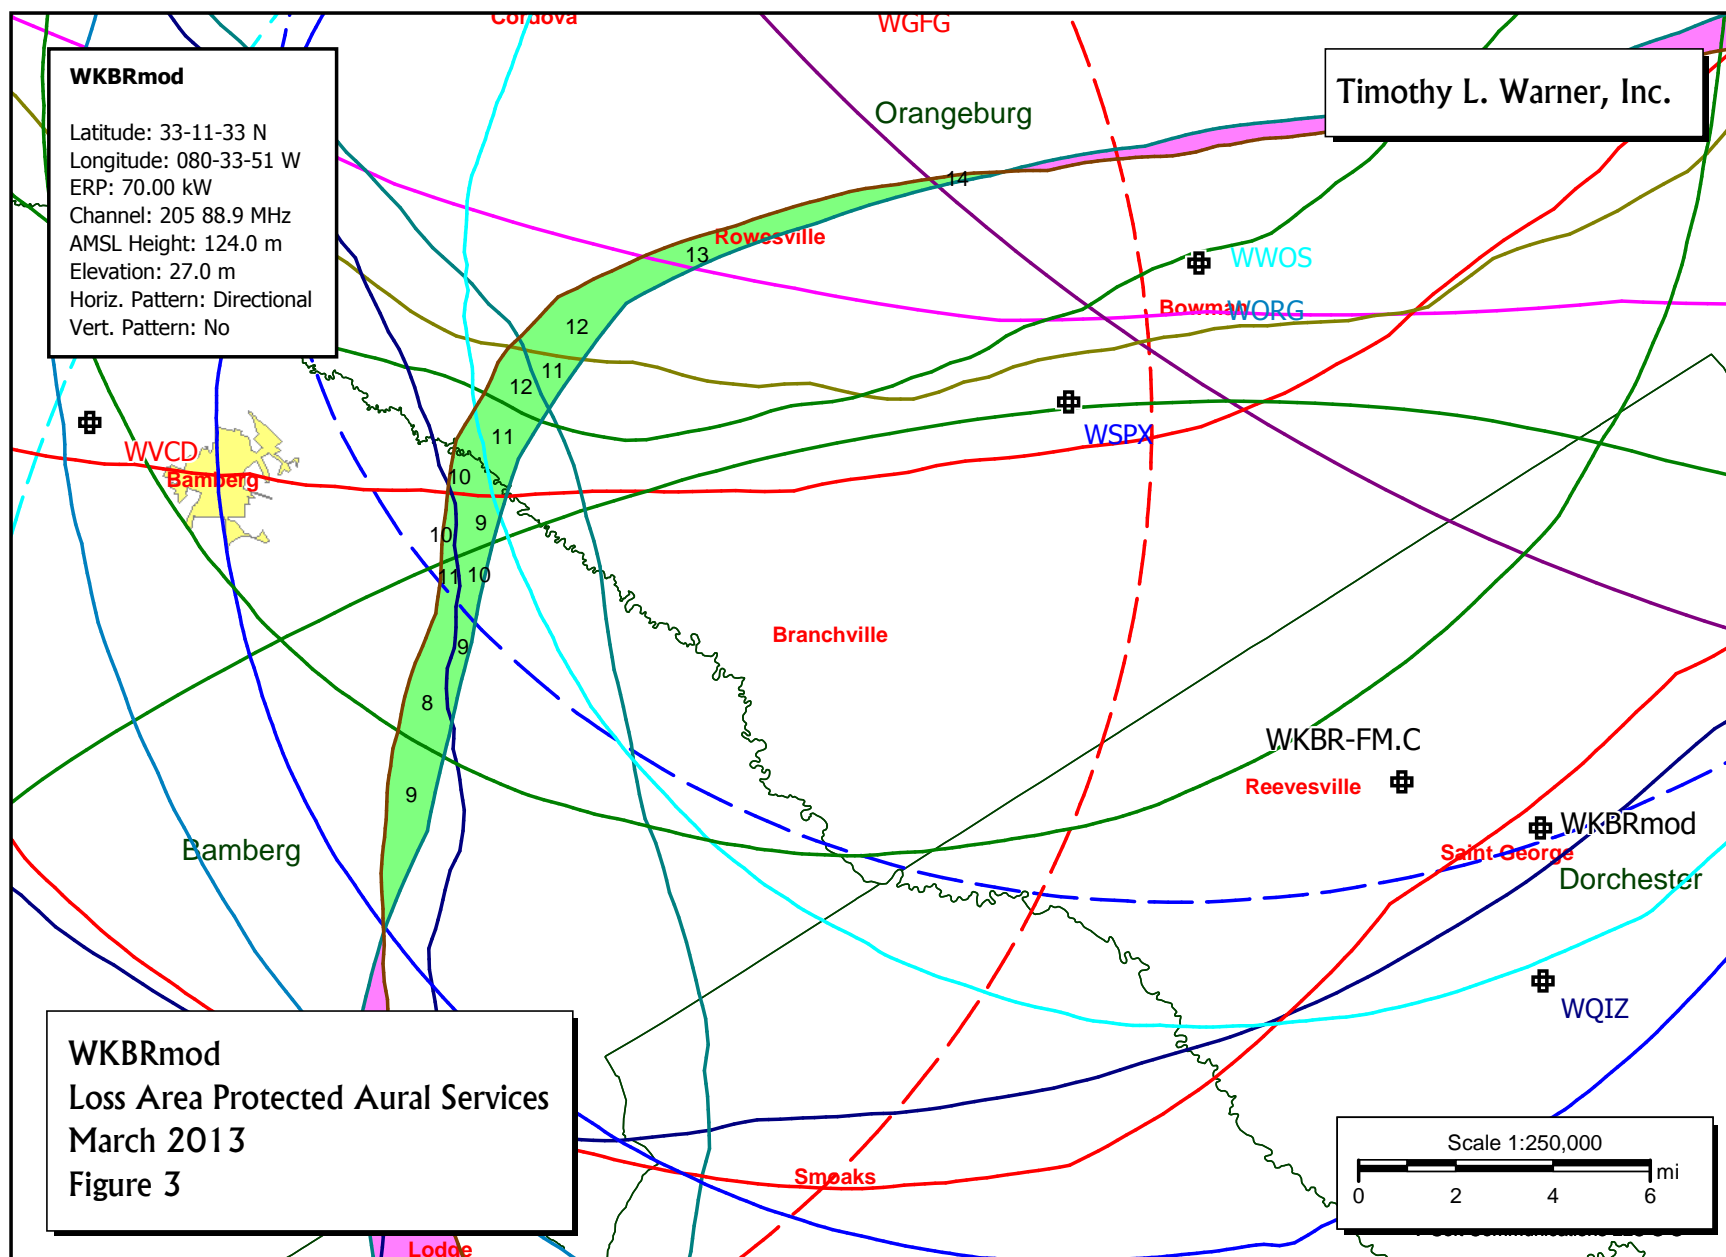 Cordova
WGFG
WKBRmod
Latitude: 33-11-33 N
Longitude: 080-33-51 W
ERP: 70.00 kW
Channel: 205 88.9 MHz
AMSL Height: 124.0 m
Elevation: 27.0 m
Horiz. Pattern: Directional
Vert. Pattern: No
Timothy L. Warner, Inc.
Orangeburg
14
Rowesville
13
WWOS
Bowman
WORG
12
11
12
11
WSPX
WVCD
Bamberg
10
9
10
11
10
9
Branchville
8
WKBR-FM.C
Reevesville
9
WKBRmod
Saint George
Dorchester
Bamberg
WQIZ
WKBRmod
Loss Area Protected Aural Services
March 2013
Figure 3
Smoaks
Lodge
Scale 1:250,000
mi
0 2 4 6